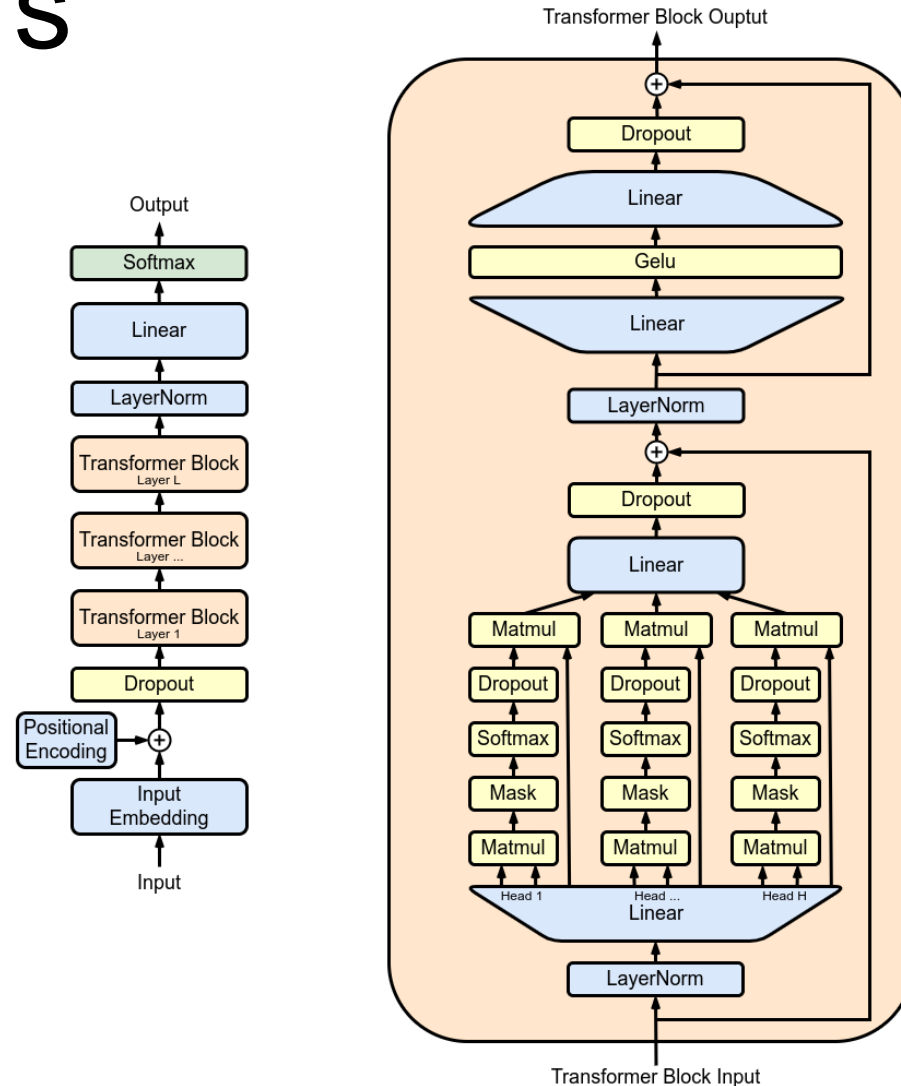 s
Output
Softmax
Linear
LayerNorm
Transformer Block
Layer L
Transformer Block
Layer ...
Transformer Block
Layer 1
Dropout
Positional
Encoding
Input
Embedding
Input
Transformer Block Ouptut
Dropout
Linear
Gelu
Linear
LayerNorm
Dropout
Linear
Matmul Matmul Matmul
Dropout Dropout Dropout
Softmax Softmax Softmax
Mask Mask Mask
Matmul Matmul Matmul
Head 1 Head ... Head H
Linear
LayerNorm
Transformer Block Input